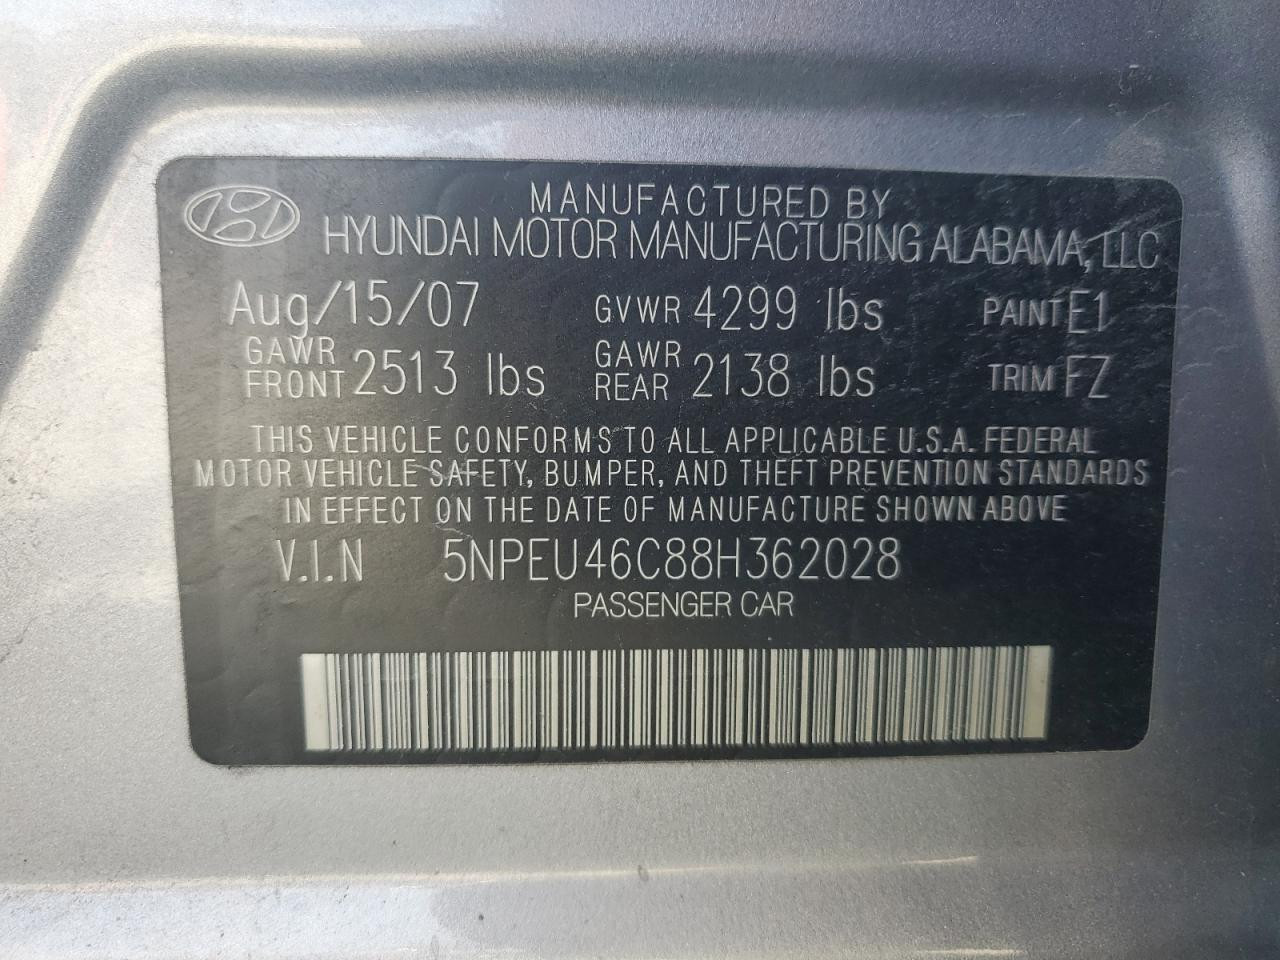 MANUFACTURED BY
HYUNDAI MOTOR MANUFACTURING ALABAMA, LLC
Aug/15/07 GVWR 4299 lbs PAINT E1
GAWR FRONT 2513 lbs GAWR REAR 2138 lbs TRIM FZ
THIS VEHICLE CONFORMS TO ALL APPLICABLE U.S.A. FEDERAL
MOTOR VEHICLE SAFETY, BUMPER, AND THEFT PREVENTION STANDARDS
IN EFFECT ON THE DATE OF MANUFACTURE SHOWN ABOVE
V.I.N 5NPEU46C88H362028
PASSENGER CAR